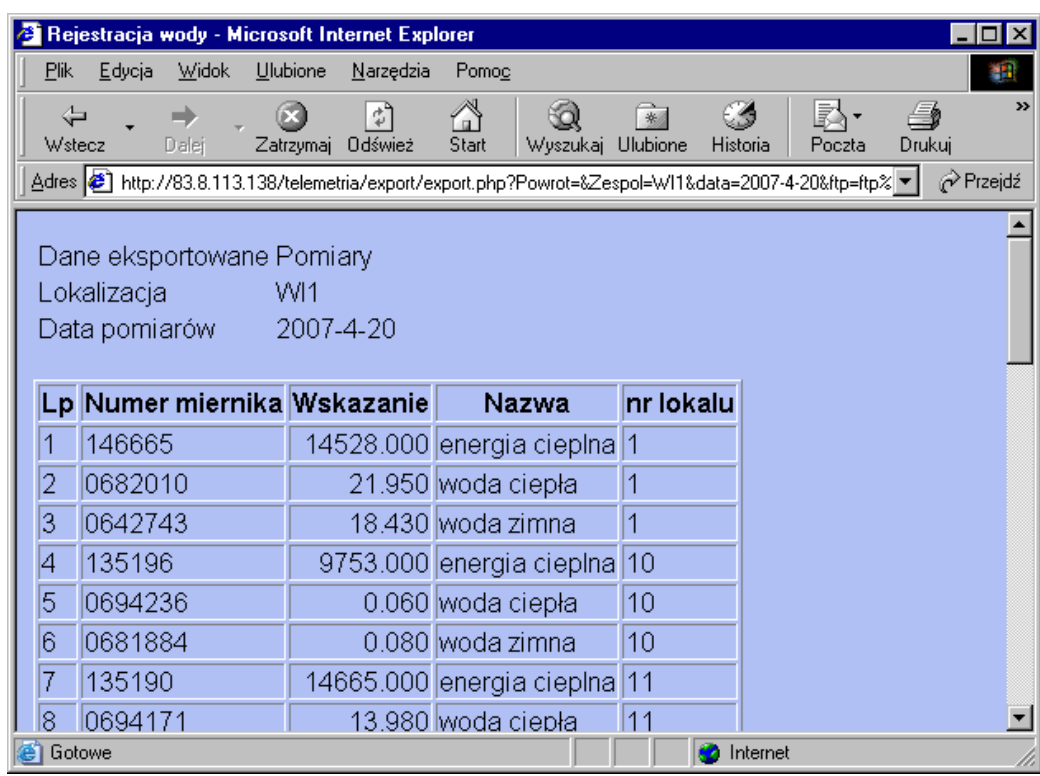 Rejestracja wody - Microsoft Internet Explorer
Plik Edycja Widok Ulubione Narzędzia Pomoc
Wstecz Dalej Zatrzymaj Odśwież Start Wyszukaj Ulubione Historia Poczta Drukuj »
Adres http://83.8.113.138/telemetria/export/export.php?Powrot=&Zespol=WI1&data=2007-4-20&ftp=ftp% Przejdź
Dane eksportowane Pomiary
Lokalizacja WI1
Data pomiarów 2007-4-20
Lp Numer miernika Wskazanie Nazwa nr lokalu
1 146665 14528.000 energia cieplna 1
2 0682010 21.950 woda ciepła 1
3 0642743 18.430 woda zimna 1
4 135196 9753.000 energia cieplna 10
5 0694236 0.060 woda ciepła 10
6 0681884 0.080 woda zimna 10
7 135190 14665.000 energia cieplna 11
8 0694171 13.980 woda ciepła 11
Gotowe Internet